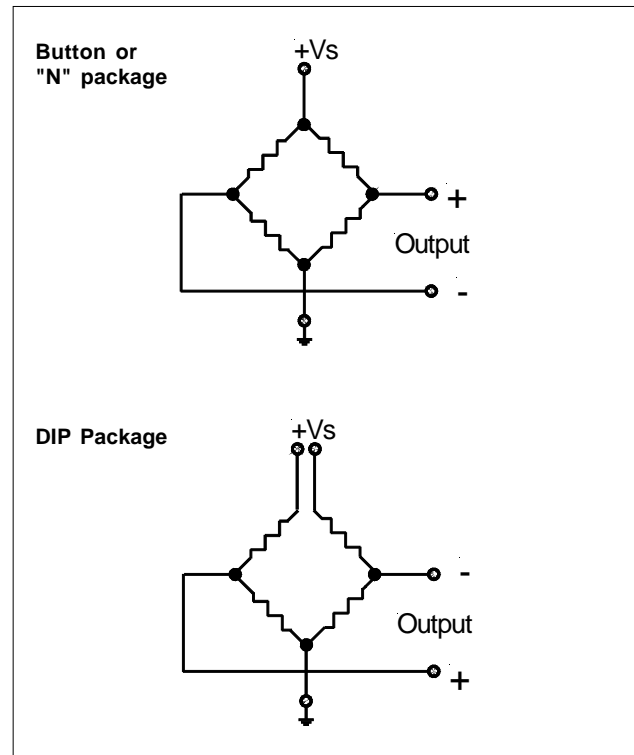 Button or
"N" package
+Vs
+
Output
-
DIP Package
+Vs
-
Output
+